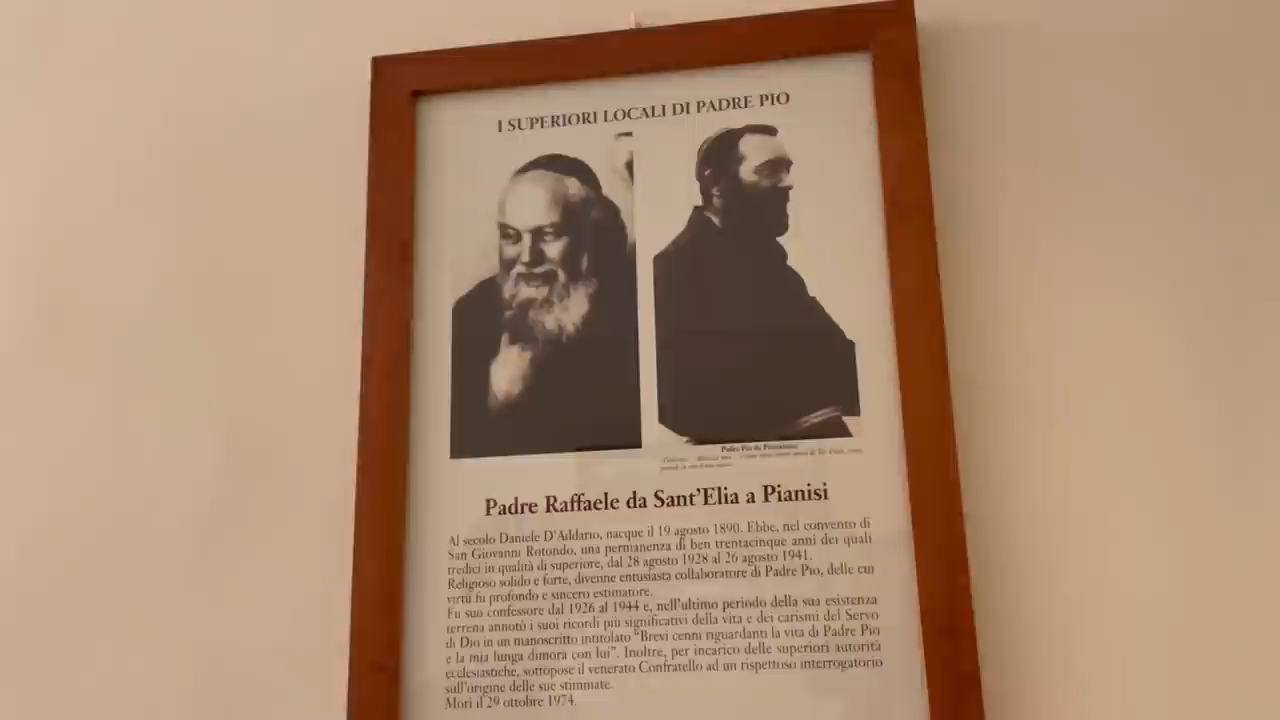 I SUPERIORI LOCALI DI PADRE PIO
Padre Pio da Pietrelcina
Padre Raffaele da Sant'Elia a Pianisi
Al secolo Daniele D'Addario, nacque il 19 agosto 1890. Ebbe, nel convento di
San Giovanni Rotondo, una permanenza di ben trentacinque anni dei quali
tredici in qualità di superiore, dal 28 agosto 1928 al 26 agosto 1941.
Religioso solido e forte, divenne entusiasta collaboratore di Padre Pio, delle cui
virtù fu profondo e sincero estimatore.
Fu suo confessore dal 1926 al 1944 e, nell'ultimo periodo della sua esistenza
terrena annotò i suoi ricordi più significativi della vita e dei carismi del Servo
di Dio in un manoscritto intitolato "Brevi cenni riguardanti la vita di Padre Pio
e la mia lunga dimora con lui". Inoltre, per incarico delle superiori autorità
ecclesiastiche, sottopose il venerato Confratello ad un rispettoso interrogatorio
sull'origine delle sue stimmate.
Morì il 29 ottobre 1974.